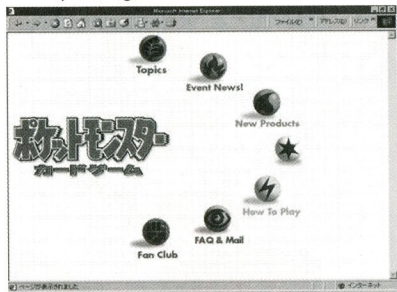 Microsoft Internet Explorer
ファイル(F)
アドレス(D)
リンク
Topics
Event News!
New Products
ポケットモンスター
カードゲーム
How To Play
FAQ & Mail
Fan Club
ページが表示されました
インターネット